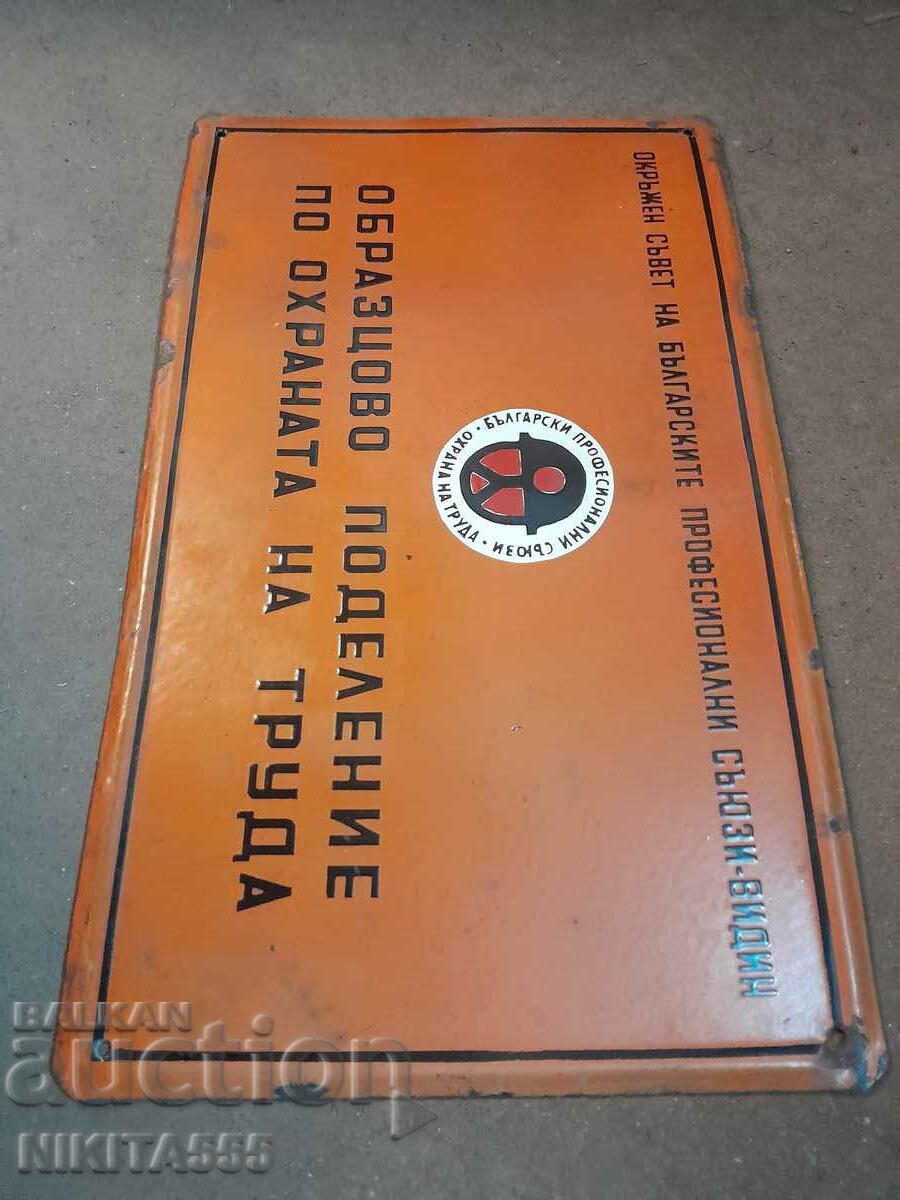 ОКРЪЖЕН СЪВЕТ НА БЪЛГАРСКИТЕ ПРОФЕСИОНАЛНИ СЪЮЗИ-ВИДИН
• БЪЛГАРСКИ ПРОФЕСИОНАЛНИ СЪЮЗИ •
ОХРАНА НА ТРУДА
ОБРАЗЦОВО ПОДЕЛЕНИЕ
ПО ОХРАНАТА НА ТРУДА
BALKAN
auction
NIKITA555